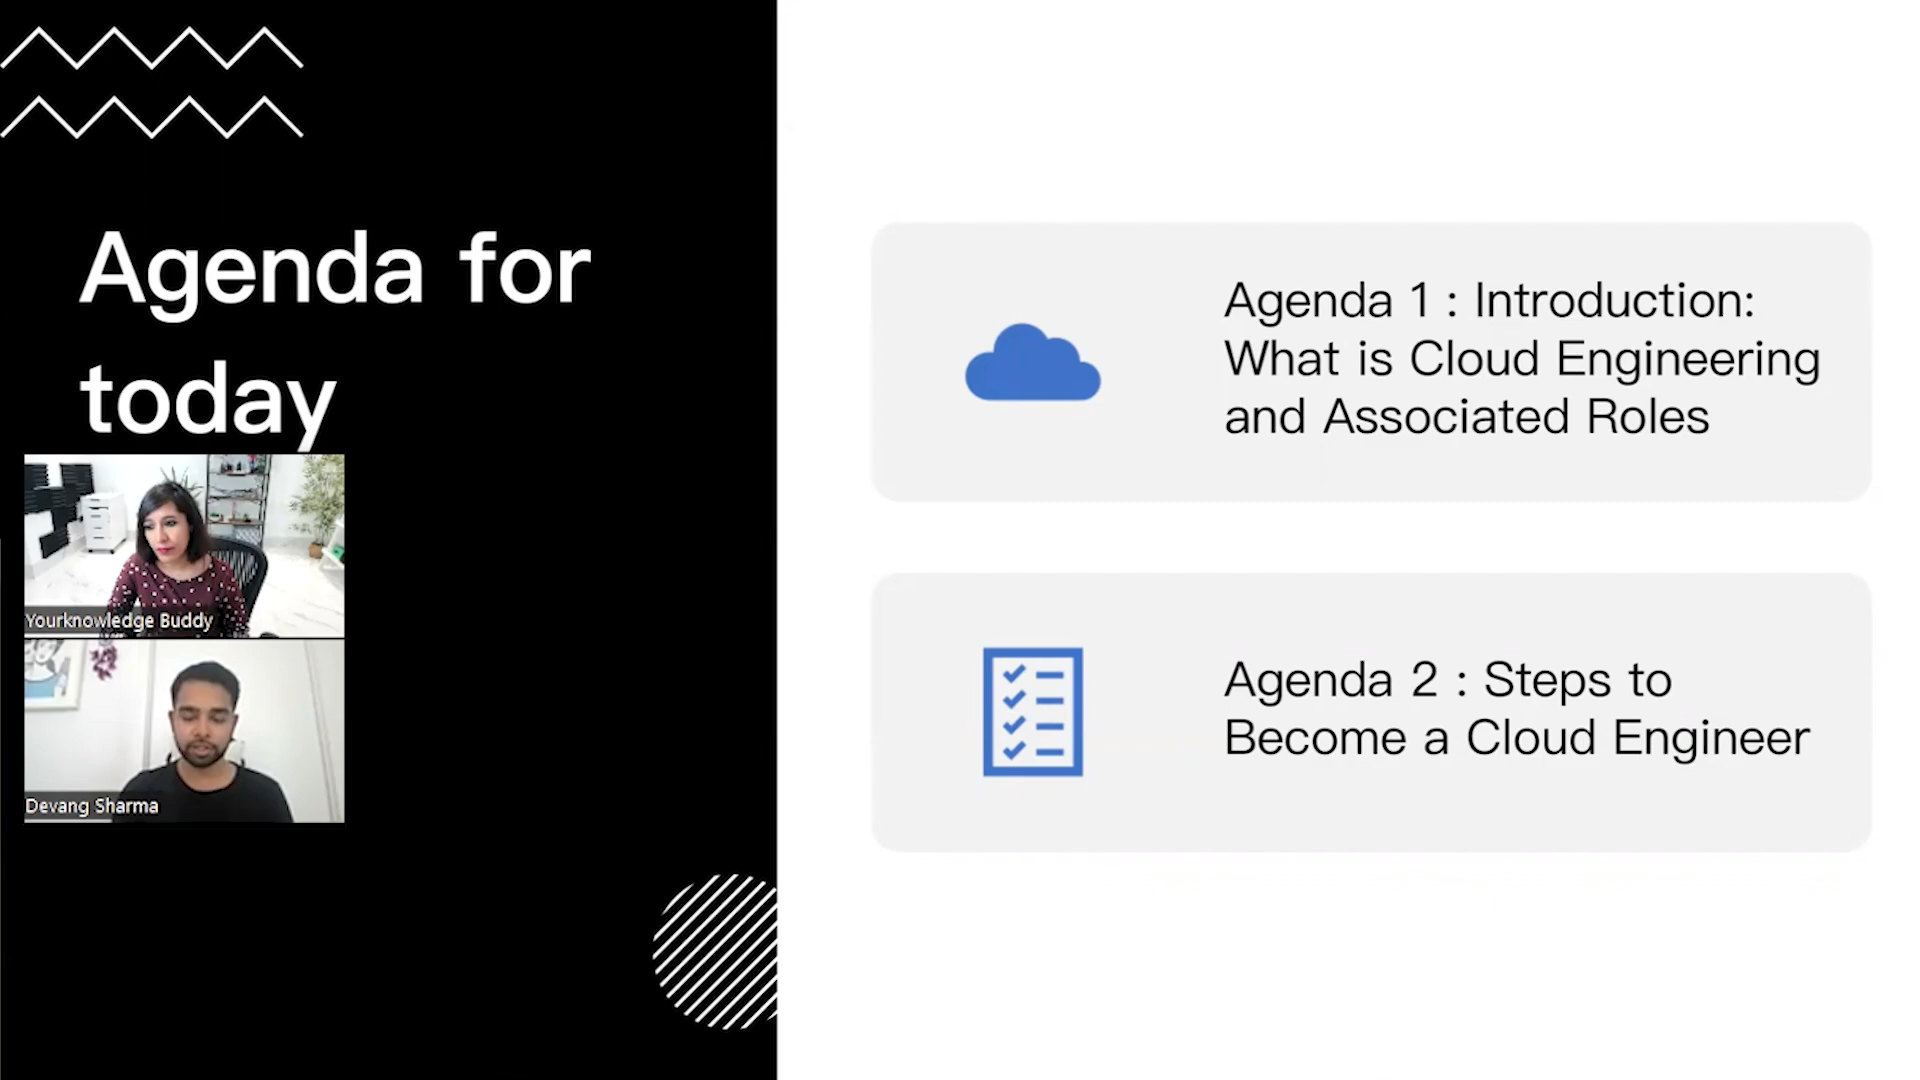 Agenda for
today
Yourknowledge Buddy
Devang Sharma
Agenda 1 : Introduction:
What is Cloud Engineering
and Associated Roles
Agenda 2 : Steps to
Become a Cloud Engineer